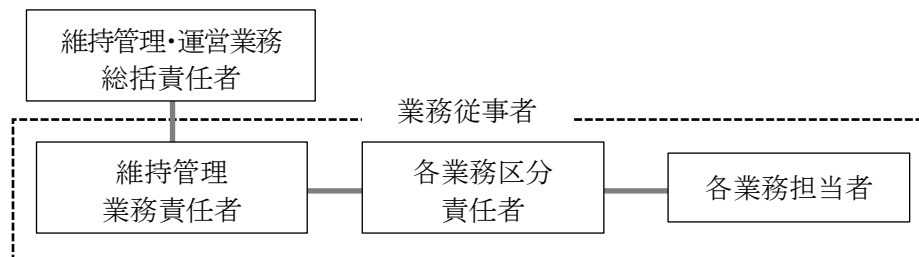 維持管理・運営業務
総括責任者
業務従事者
維持管理
業務責任者
各業務区分
責任者
各業務担当者